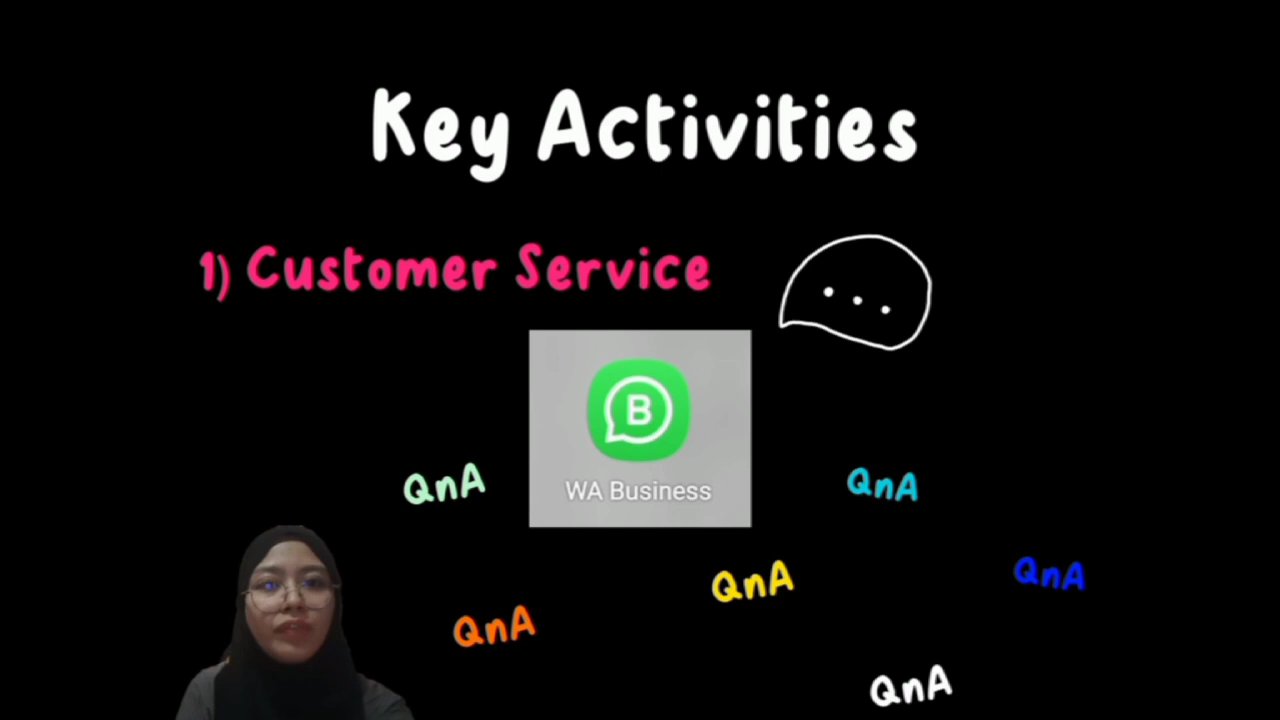 Key Activities
1) Customer Service
B
WA Business
QnA
QnA
QnA
QnA
QnA
QnA